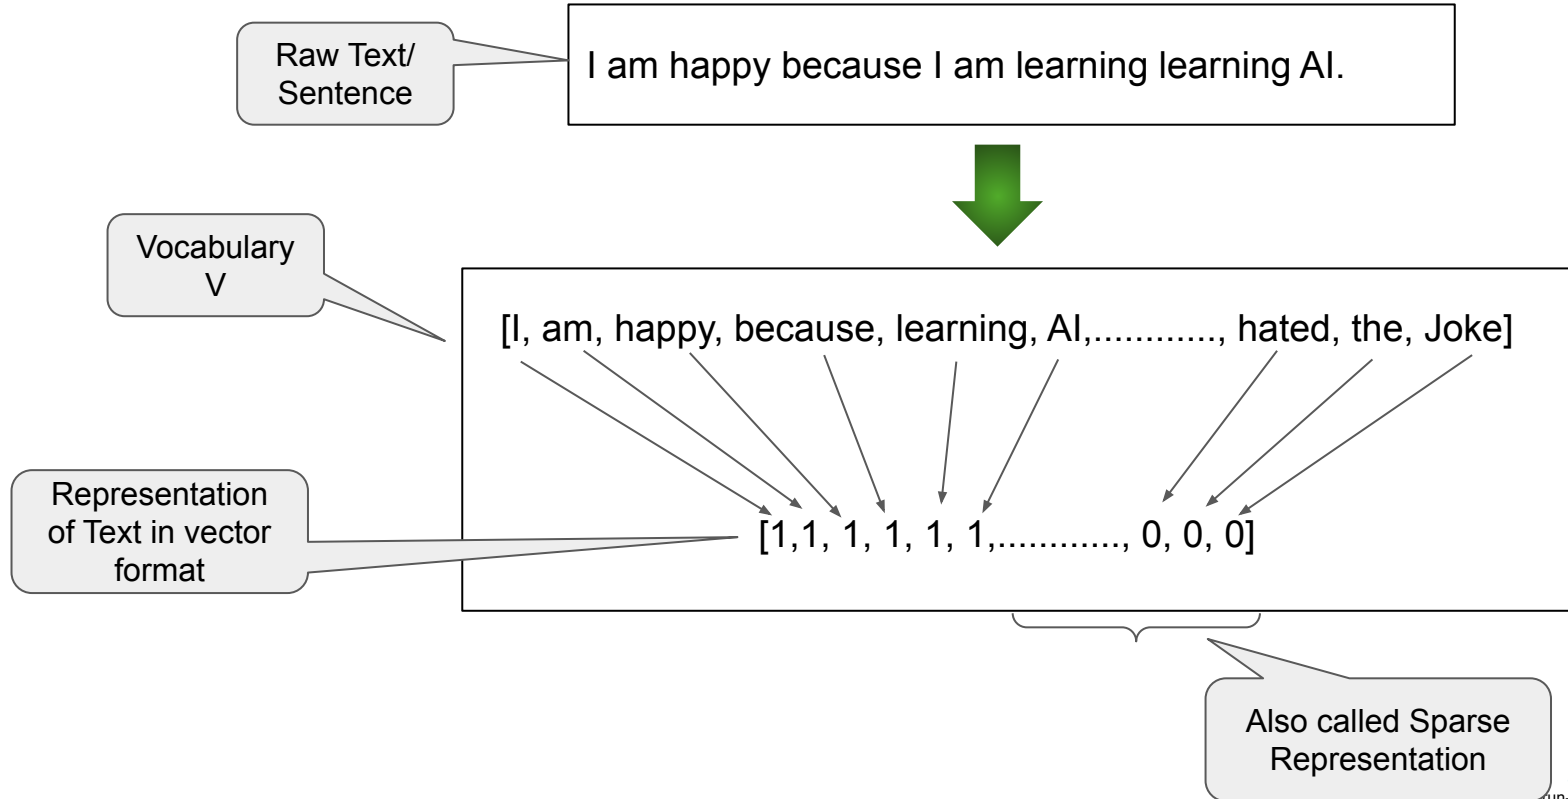 Raw Text/
Sentence
I am happy because I am learning learning AI.
Vocabulary
V
[I, am, happy, because, learning, AI,............, hated, the, Joke]
Representation
of Text in vector
format
[1,1, 1, 1, 1, 1,............, 0, 0, 0]
Also called Sparse
Representation